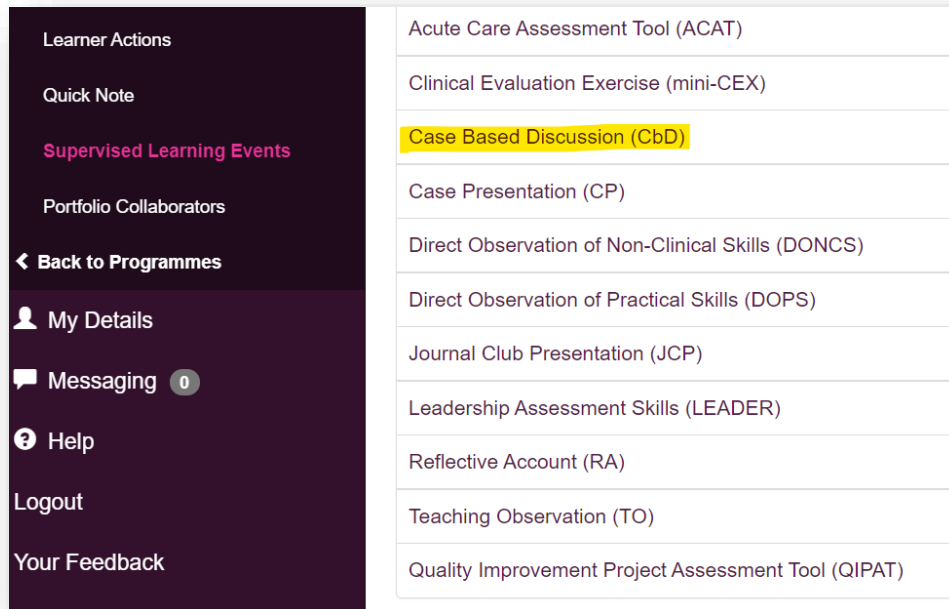 Learner Actions
Quick Note
Supervised Learning Events
Portfolio Collaborators
Back to Programmes
My Details
Messaging 0
Help
Logout
Your Feedback
Acute Care Assessment Tool (ACAT)
Clinical Evaluation Exercise (mini-CEX)
Case Based Discussion (CbD)
Case Presentation (CP)
Direct Observation of Non-Clinical Skills (DONCS)
Direct Observation of Practical Skills (DOPS)
Journal Club Presentation (JCP)
Leadership Assessment Skills (LEADER)
Reflective Account (RA)
Teaching Observation (TO)
Quality Improvement Project Assessment Tool (QIPAT)